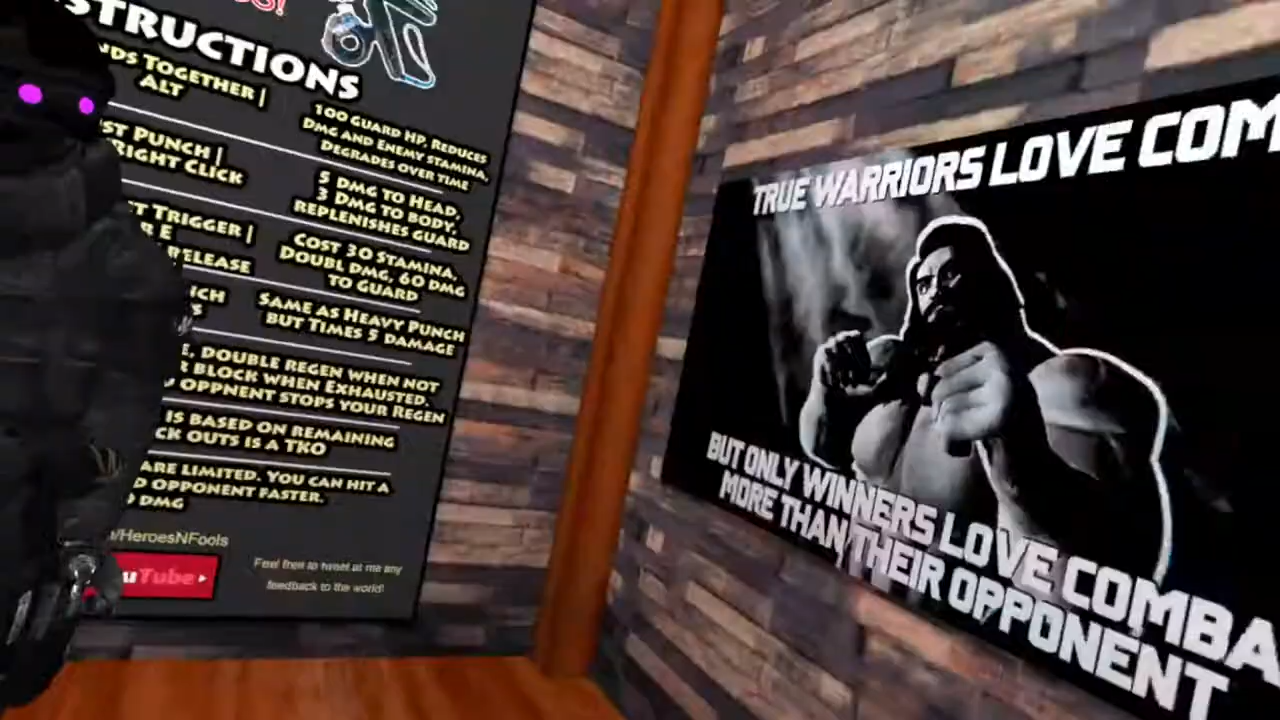 STRUCTIONS
NDS TOGETHER |
ALT
100 GUARD HP, REDUCES
DMG AND ENEMY STAMINA,
DEGRADES OVER TIME
ST PUNCH |
RIGHT CLICK
5 DMG TO HEAD,
3 DMG TO BODY,
REPLENISHES GUARD
T TRIGGER |
R E
RELEASE
COST 30 STAMINA,
DOUBL DMG, 60 DMG
TO GUARD
SAME AS HEAVY PUNCH
BUT TIMES 5 DAMAGE
E, DOUBLE REGEN WHEN NOT
R BLOCK WHEN EXHAUSTED.
OPPNENT STOPS YOUR REGEN
IS BASED ON REMAINING
CK OUTS IS A TKO
ARE LIMITED. YOU CAN HIT A
D OPPONENT FASTER.
DMG
/HeroesNFools
uTube
Feel free to tweet at me any
feedback to the world!
TRUE WARRIORS LOVE COM
BUT ONLY WINNERS LOVE COMBA
MORE THAN THEIR OPPONENT